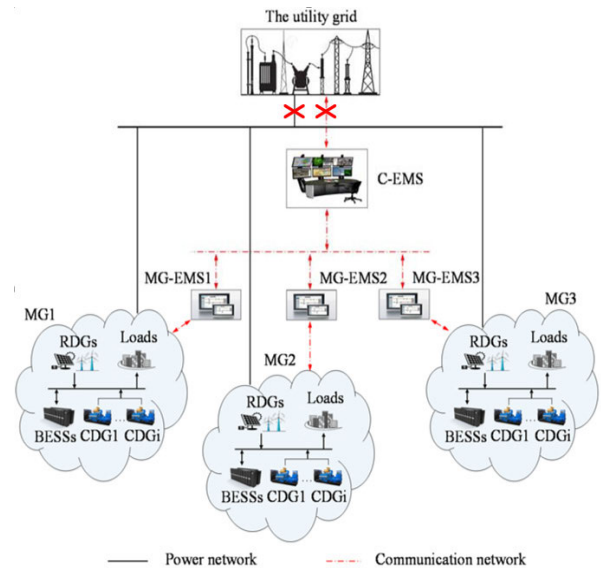 The utility grid
C-EMS
MG-EMS1
MG-EMS2
MG-EMS3
MG1
RDGs
Loads
BESSs
CDG1
...
CDGi
MG2
RDGs
Loads
BESSs
CDG1
...
CDGi
MG3
RDGs
Loads
BESSs
CDG1
...
CDGi
Power network
Communication network